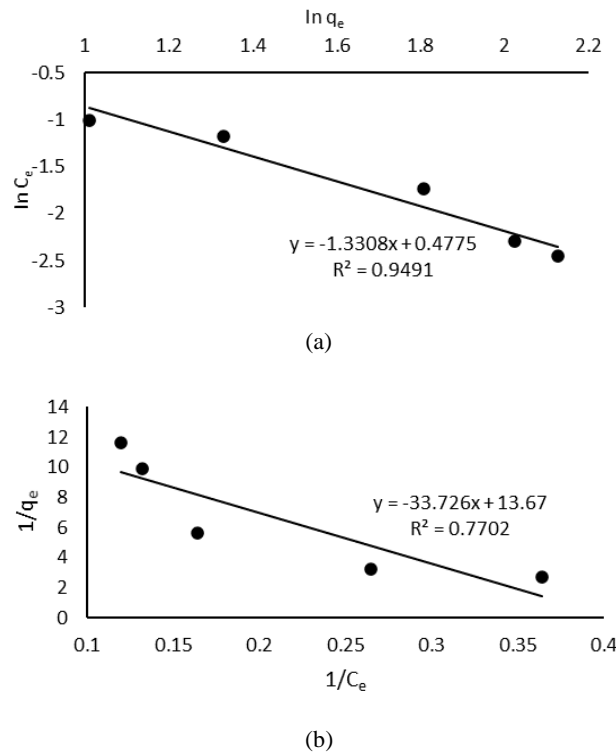 ln qₑ
1 1.2 1.4 1.6 1.8 2 2.2
-0.5
-1
-1.5
-2
-2.5
-3
ln Cₑ
y = -1.3308x + 0.4775
R² = 0.9491
(a)
14
12
10
8
6
4
2
0
1/qₑ
y = -33.726x + 13.67
R² = 0.7702
0.1 0.15 0.2 0.25 0.3 0.35 0.4
1/Cₑ
(b)